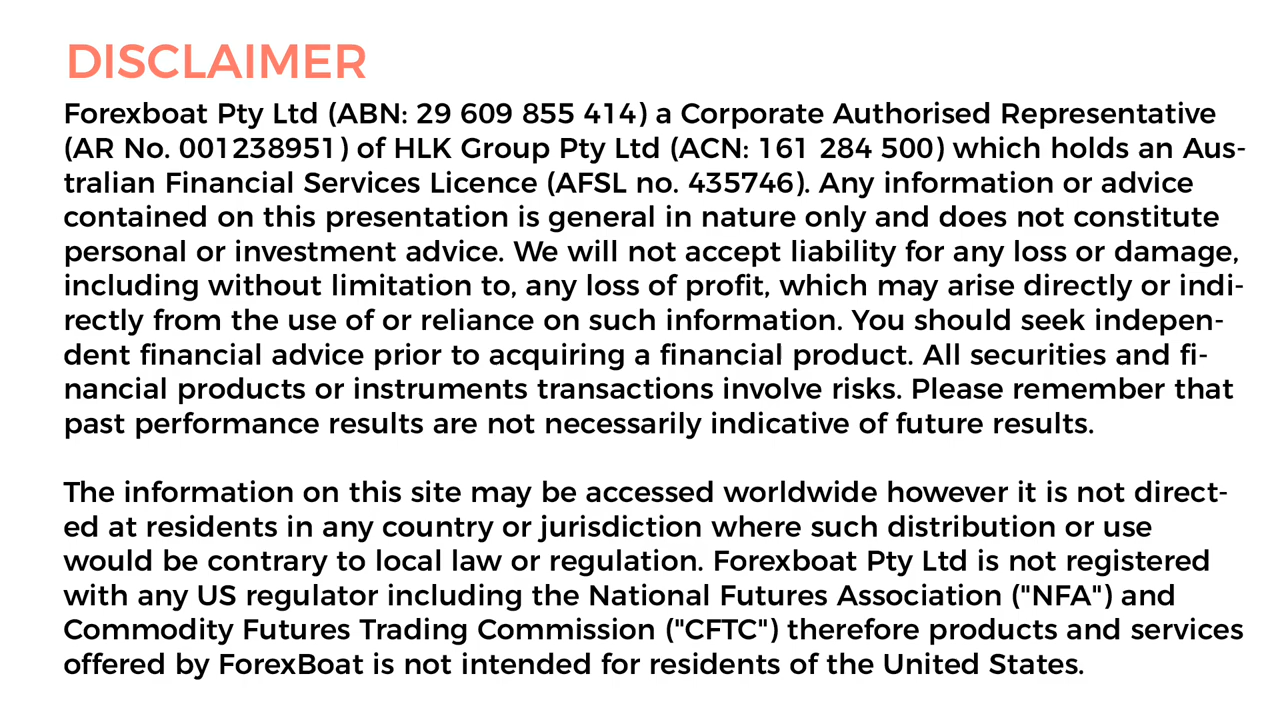 DISCLAIMER
Forexboat Pty Ltd (ABN: 29 609 855 414) a Corporate Authorised Representative
(AR No. 001238951) of HLK Group Pty Ltd (ACN: 161 284 500) which holds an Aus-
tralian Financial Services Licence (AFSL no. 435746). Any information or advice
contained on this presentation is general in nature only and does not constitute
personal or investment advice. We will not accept liability for any loss or damage,
including without limitation to, any loss of profit, which may arise directly or indi-
rectly from the use of or reliance on such information. You should seek indepen-
dent financial advice prior to acquiring a financial product. All securities and fi-
nancial products or instruments transactions involve risks. Please remember that
past performance results are not necessarily indicative of future results.
The information on this site may be accessed worldwide however it is not direct-
ed at residents in any country or jurisdiction where such distribution or use
would be contrary to local law or regulation. Forexboat Pty Ltd is not registered
with any US regulator including the National Futures Association ("NFA") and
Commodity Futures Trading Commission ("CFTC") therefore products and services
offered by ForexBoat is not intended for residents of the United States.